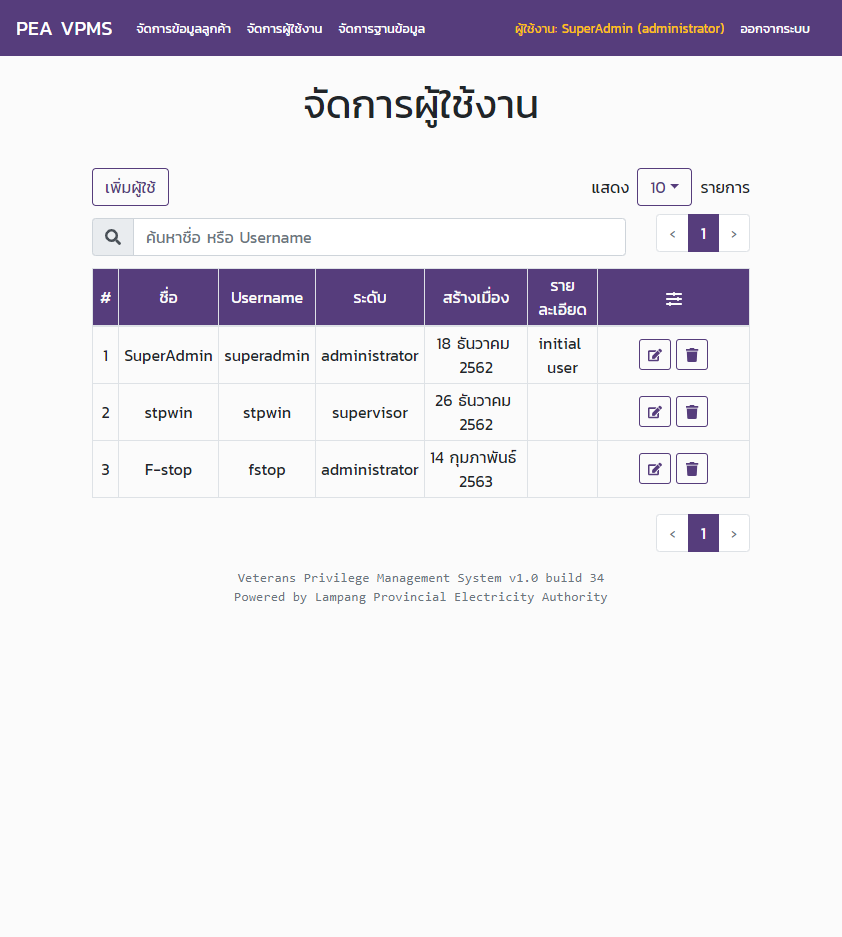 PEA VPMS จัดการข้อมูลลูกค้า จัดการผู้ใช้งาน จัดการฐานข้อมูล ผู้ใช้งาน: SuperAdmin (administrator) ออกจากระบบ
จัดการผู้ใช้งาน
เพิ่มผู้ใช้ แสดง 10 รายการ
ค้นหาชื่อ หรือ Username ‹ 1 ›
# ชื่อ Username ระดับ สร้างเมื่อง ราย
ละเอียด
1 SuperAdmin superadmin administrator 18 ธันวาคม initial
2562 user
2 stpwin stpwin supervisor 26 ธันวาคม
2562
3 F-stop fstop administrator 14 กุมภาพันธ์
2563
‹ 1 ›
Veterans Privilege Management System v1.0 build 34
Powered by Lampang Provincial Electricity Authority